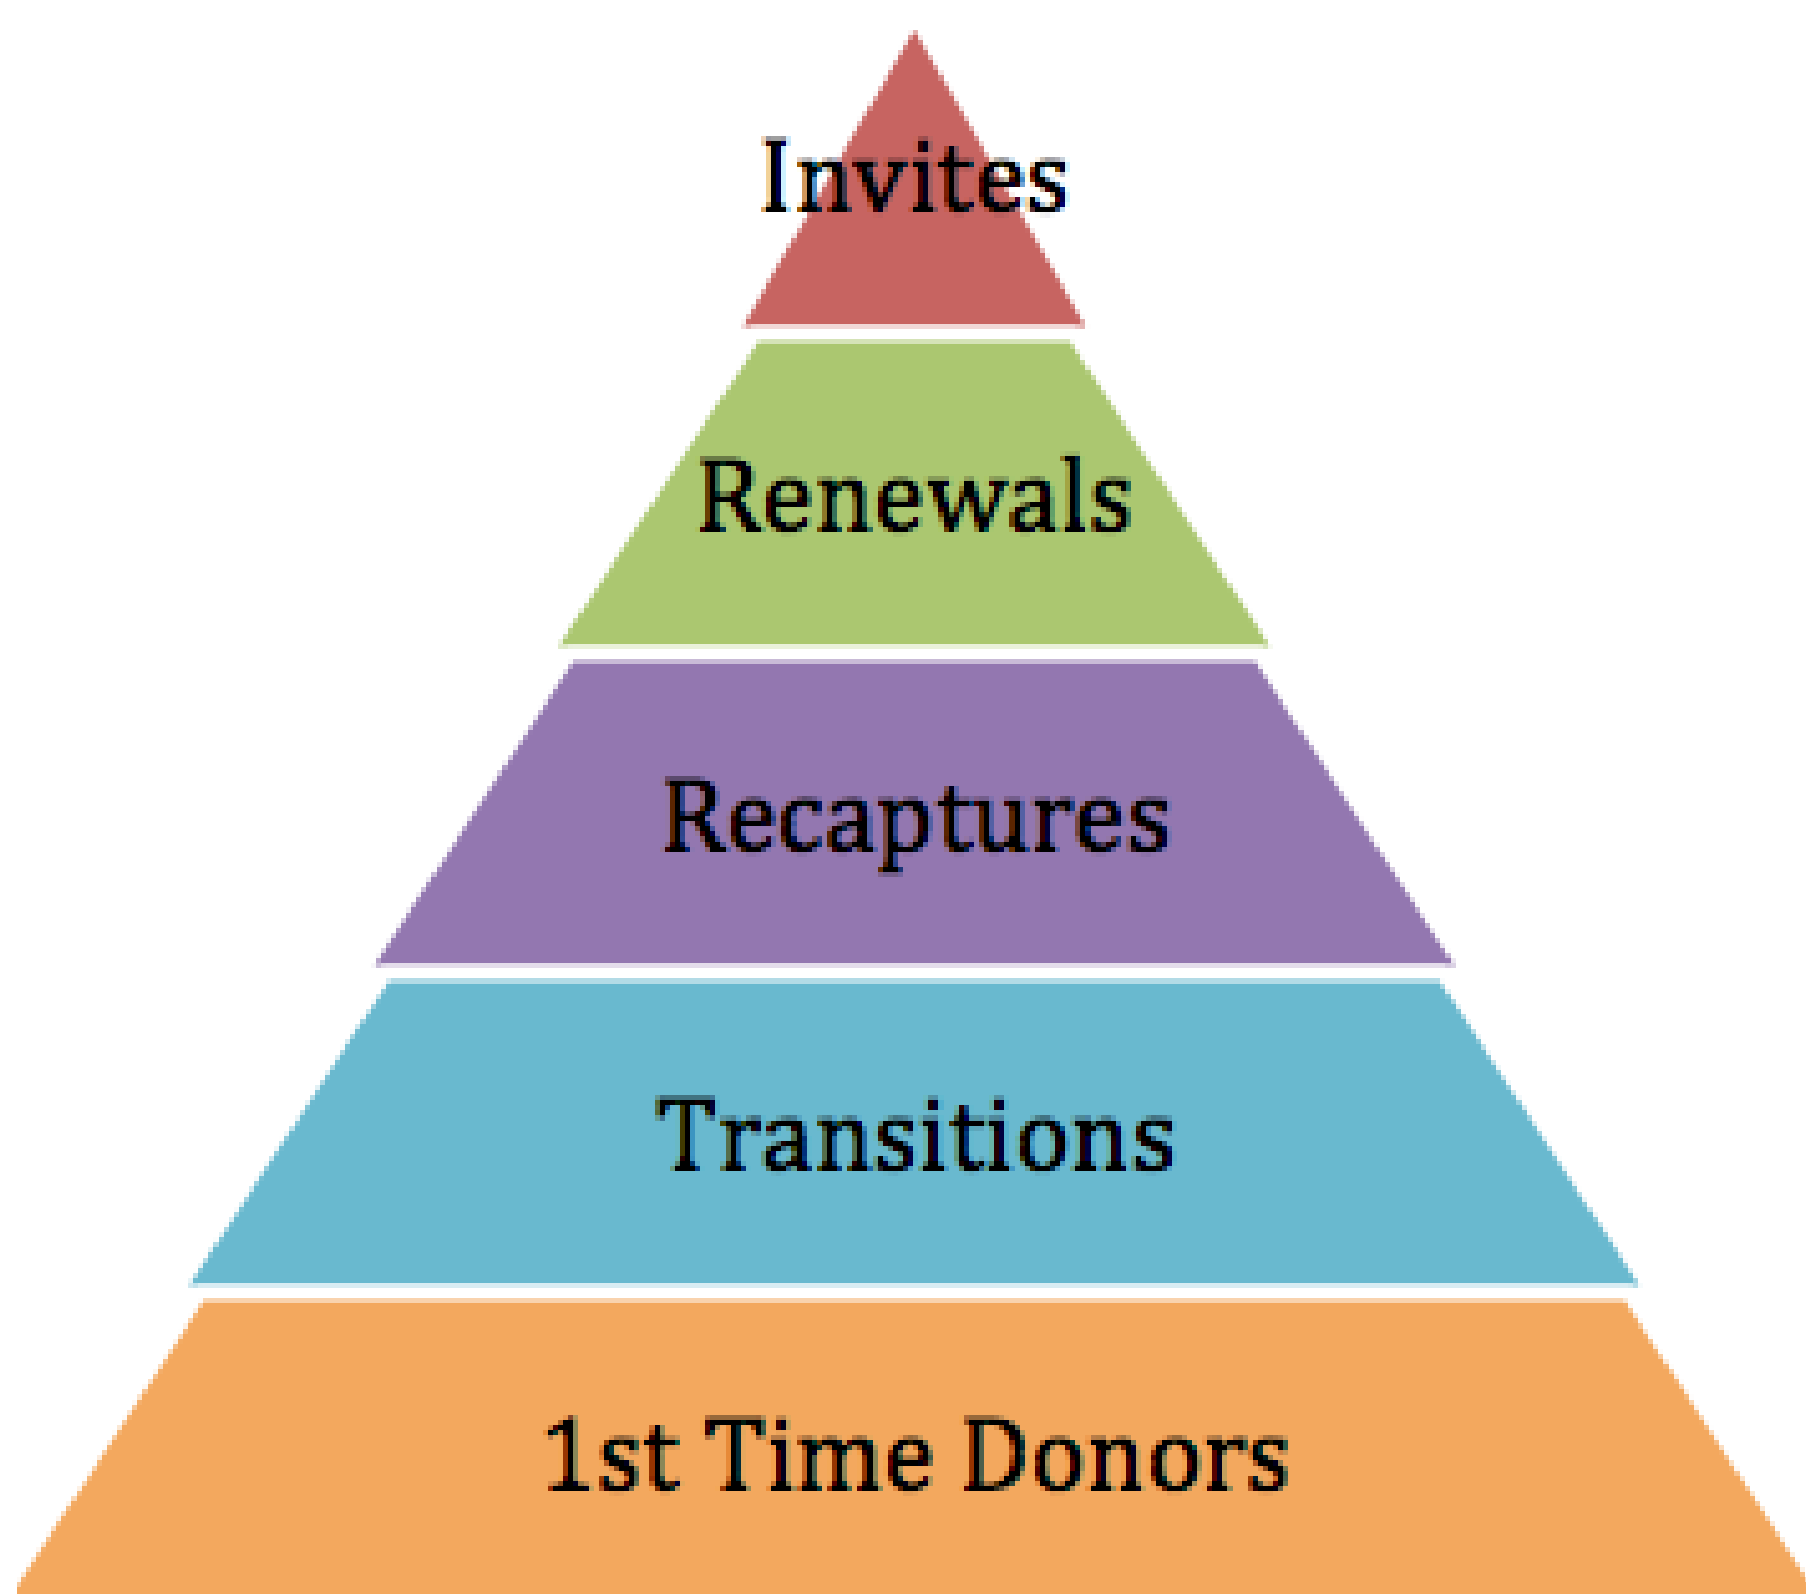 Invites
Renewals
Recaptures
Transitions
1st Time Donors